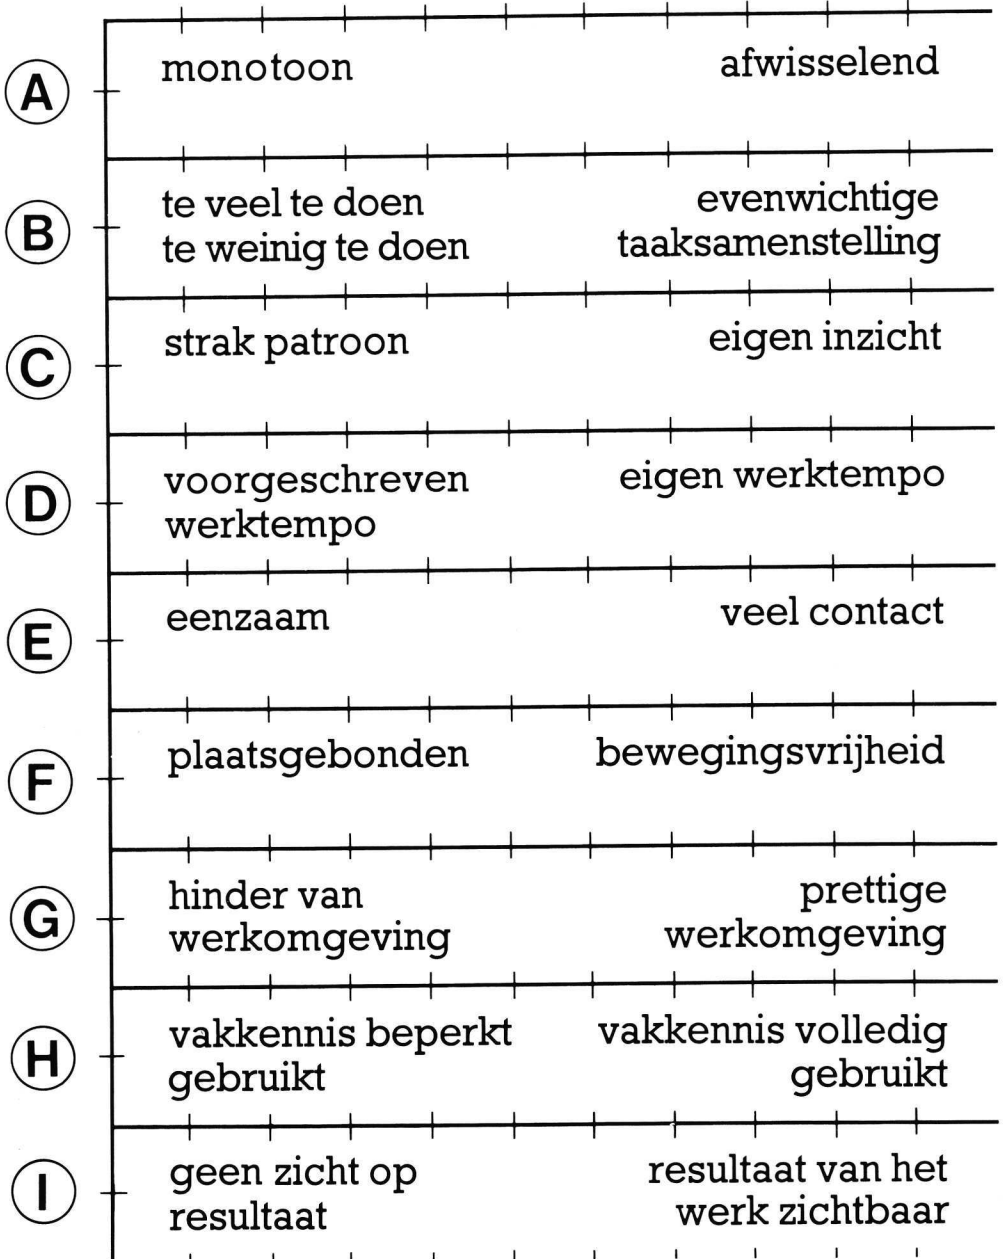 A
monotoon
afwisselend
B
te veel te doen
te weinig te doen
evenwichtige
taaksamenstelling
C
strak patroon
eigen inzicht
D
voorgeschreven
werktempo
eigen werktempo
E
eenzaam
veel contact
F
plaatsgebonden
bewegingsvrijheid
G
hinder van
werkomgeving
prettige
werkomgeving
H
vakkennis beperkt
gebruikt
vakkennis volledig
gebruikt
I
geen zicht op
resultaat
resultaat van het
werk zichtbaar